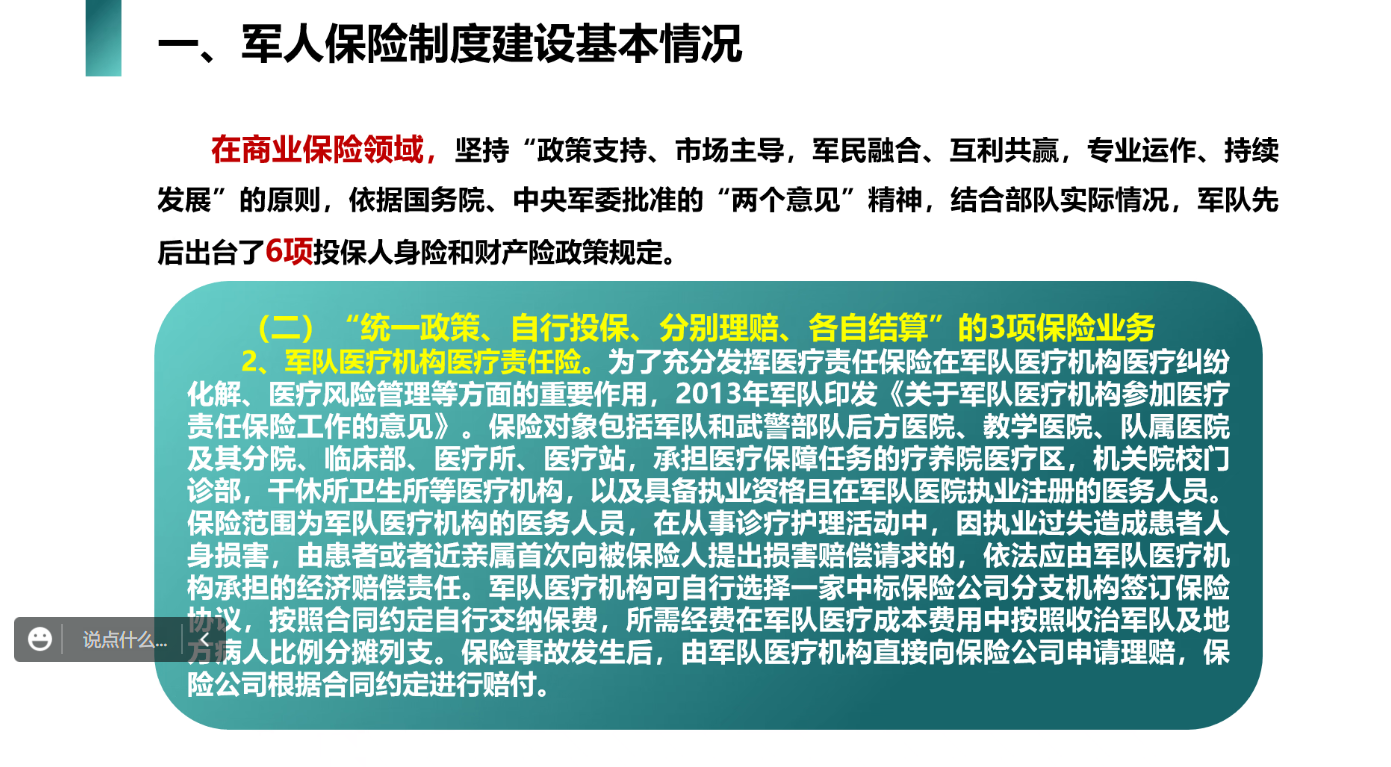 一、军人保险制度建设基本情况
在商业保险领域，坚持“政策支持、市场主导，军民融合、互利共赢，专业运作、持续
发展”的原则，依据国务院、中央军委批准的“两个意见”精神，结合部队实际情况，军队先
后出台了6项投保人身险和财产险政策规定。
（二）“统一政策、自行投保、分别理赔、各自结算”的3项保险业务
2、军队医疗机构医疗责任险。为了充分发挥医疗责任保险在军队医疗机构医疗纠纷
化解、医疗风险管理等方面的重要作用，2013年军队印发《关于军队医疗机构参加医疗
责任保险工作的意见》。保险对象包括军队和武警部队后方医院、教学医院、队属医院
及其分院、临床部、医疗所、医疗站，承担医疗保障任务的疗养院医疗区，机关院校门
诊部，干休所卫生所等医疗机构，以及具备执业资格且在军队医院执业注册的医务人员。
保险范围为军队医疗机构的医务人员，在从事诊疗护理活动中，因执业过失造成患者人
身损害，由患者或者近亲属首次向被保险人提出损害赔偿请求的，依法应由军队医疗机
构承担的经济赔偿责任。军队医疗机构可自行选择一家中标保险公司分支机构签订保险
协议，按照合同约定自行交纳保费，所需经费在军队医疗成本费用中按照收治军队及地
方病人比例分摊列支。保险事故发生后，由军队医疗机构直接向保险公司申请理赔，保
险公司根据合同约定进行赔付。
说点什么...